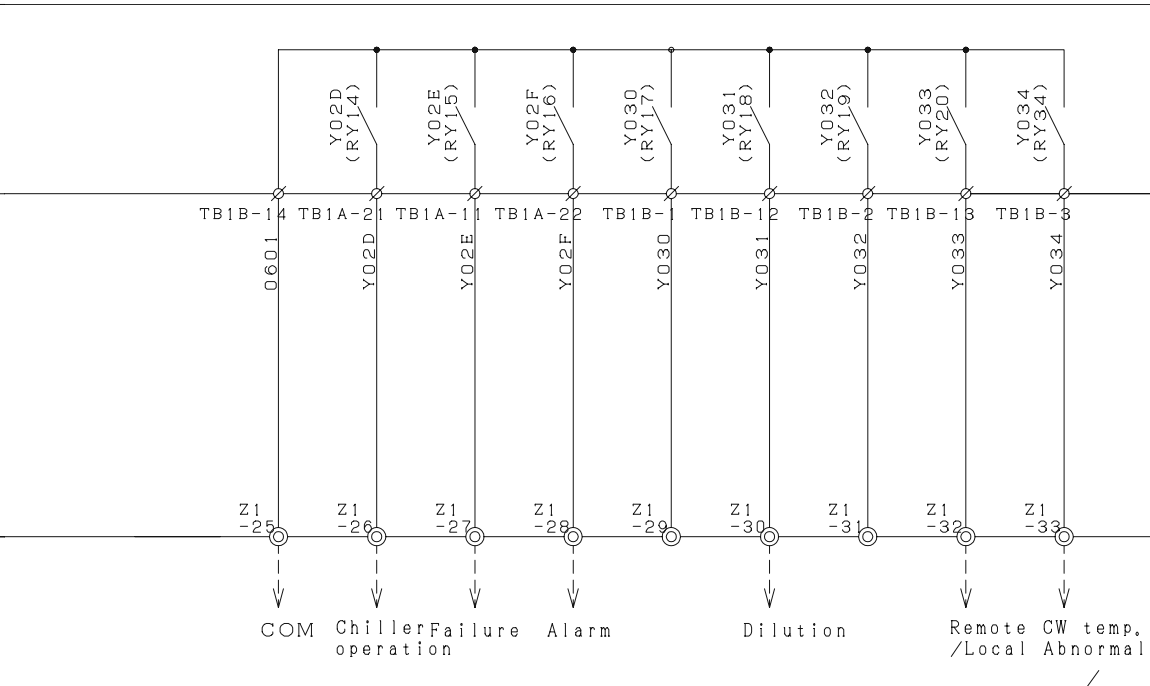 Y02D
(RY14)
Y02E
(RY15)
Y02F
(RY16)
Y030
(RY17)
Y031
(RY18)
Y032
(RY19)
Y033
(RY20)
Y034
(RY34)
TB1B-14 TB1A-21 TB1A-11 TB1A-22 TB1B-1 TB1B-12 TB1B-2 TB1B-13 TB1B-3
0601 Y02D Y02E Y02F Y030 Y031 Y032 Y033 Y034
Z1 Z1 Z1 Z1 Z1 Z1 Z1 Z1 Z1
-25 -26 -27 -28 -29 -30 -31 -32 -33
COM
Chiller
operation
Failure
Alarm
Dilution
Remote
/Local
CW temp.
Abnormal